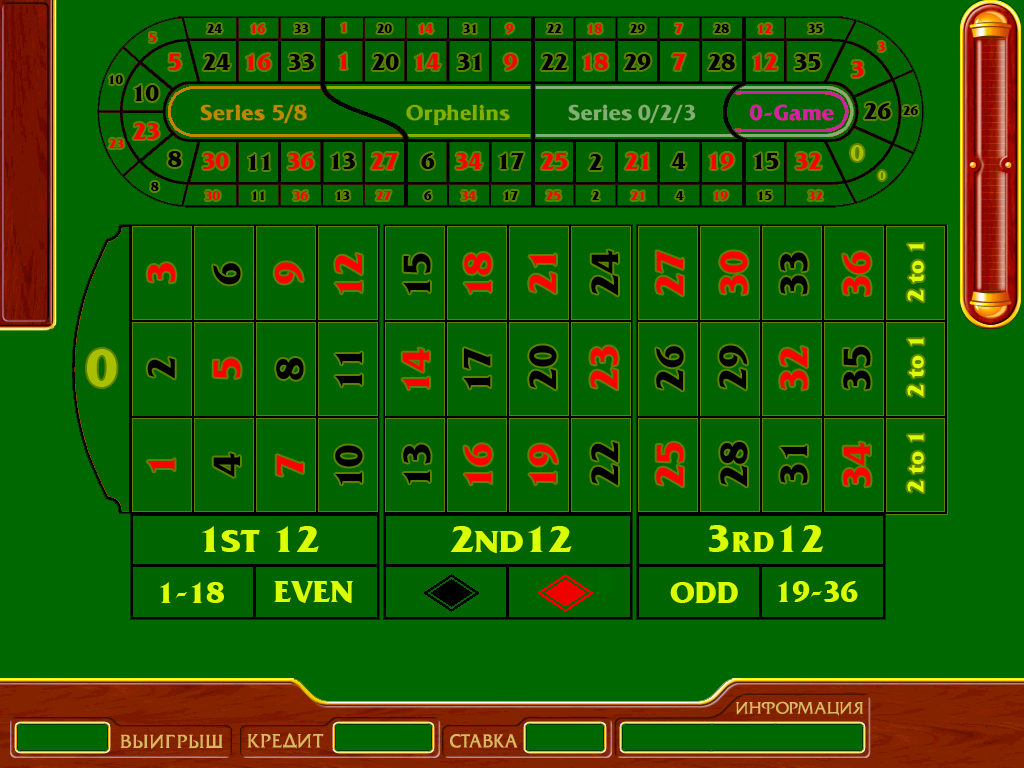 24 16 33 1 20 14 31 9 22 18 29 7 28 12 35
5 3
5 24 16 33 1 20 14 31 9 22 18 29 7 28 12 35 3
10 10 26 26
Series 5/8 Orphelins Series 0/2/3 0-Game
23 23 0 0
8 8
30 11 36 13 27 6 34 17 25 2 21 4 19 15 32
30 11 36 13 27 6 34 17 25 2 21 4 19 15 32
3 6 9 12 15 18 21 24 27 30 33 36 2 to 1
0 2 5 8 11 14 17 20 23 26 29 32 35 2 to 1
1 4 7 10 13 16 19 22 25 28 31 34 2 to 1
1ST 12 2ND12 3RD12
1-18 EVEN ODD 19-36
ИНФОРМАЦИЯ
ВЫИГРЫШ КРЕДИТ СТАВКА